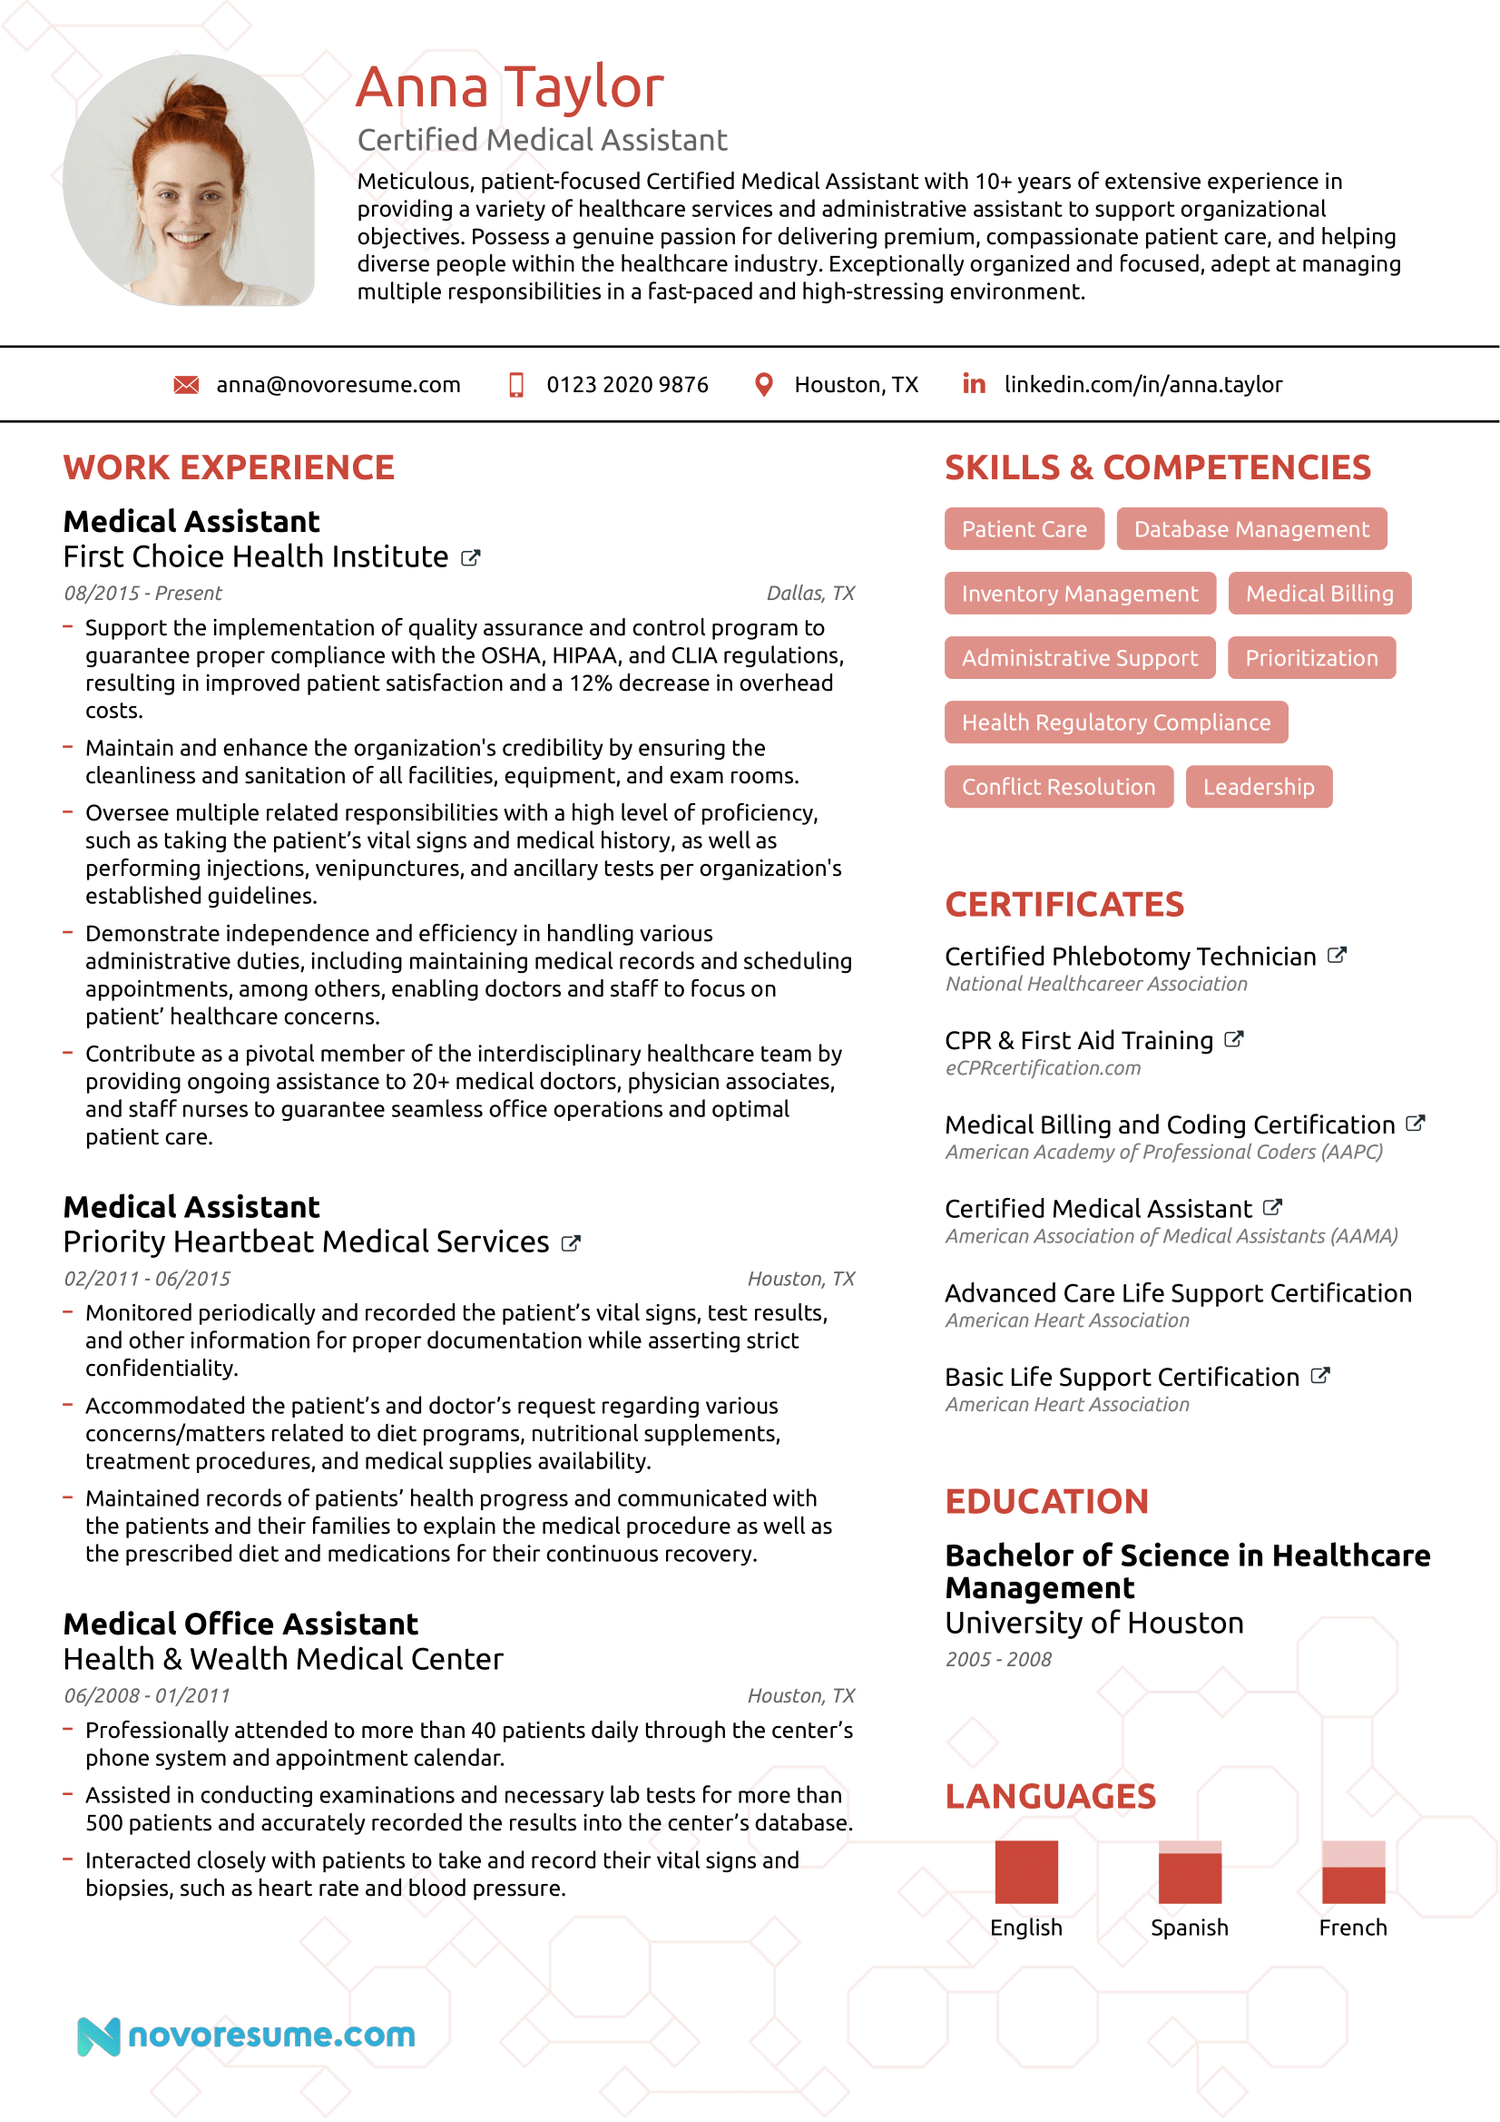 Anna Taylor
Certified Medical Assistant
Meticulous, patient-focused Certified Medical Assistant with 10+ years of extensive experience in
providing a variety of healthcare services and administrative assistant to support organizational
objectives. Possess a genuine passion for delivering premium, compassionate patient care, and helping
diverse people within the healthcare industry. Exceptionally organized and focused, adept at managing
multiple responsibilities in a fast-paced and high-stressing environment.
anna@novoresume.com 0123 2020 9876 Houston, TX linkedin.com/in/anna.taylor
WORK EXPERIENCE
Medical Assistant
First Choice Health Institute
08/2015 - Present Dallas, TX
– Support the implementation of quality assurance and control program to
guarantee proper compliance with the OSHA, HIPAA, and CLIA regulations,
resulting in improved patient satisfaction and a 12% decrease in overhead
costs.
– Maintain and enhance the organization's credibility by ensuring the
cleanliness and sanitation of all facilities, equipment, and exam rooms.
– Oversee multiple related responsibilities with a high level of proficiency,
such as taking the patient’s vital signs and medical history, as well as
performing injections, venipunctures, and ancillary tests per organization's
established guidelines.
– Demonstrate independence and efficiency in handling various
administrative duties, including maintaining medical records and scheduling
appointments, among others, enabling doctors and staff to focus on
patient’ healthcare concerns.
– Contribute as a pivotal member of the interdisciplinary healthcare team by
providing ongoing assistance to 20+ medical doctors, physician associates,
and staff nurses to guarantee seamless office operations and optimal
patient care.
Medical Assistant
Priority Heartbeat Medical Services
02/2011 - 06/2015 Houston, TX
– Monitored periodically and recorded the patient’s vital signs, test results,
and other information for proper documentation while asserting strict
confidentiality.
– Accommodated the patient’s and doctor’s request regarding various
concerns/matters related to diet programs, nutritional supplements,
treatment procedures, and medical supplies availability.
– Maintained records of patients’ health progress and communicated with
the patients and their families to explain the medical procedure as well as
the prescribed diet and medications for their continuous recovery.
Medical Office Assistant
Health & Wealth Medical Center
06/2008 - 01/2011 Houston, TX
– Professionally attended to more than 40 patients daily through the center’s
phone system and appointment calendar.
– Assisted in conducting examinations and necessary lab tests for more than
500 patients and accurately recorded the results into the center’s database.
– Interacted closely with patients to take and record their vital signs and
biopsies, such as heart rate and blood pressure.
SKILLS & COMPETENCIES
Patient Care Database Management
Inventory Management Medical Billing
Administrative Support Prioritization
Health Regulatory Compliance
Conflict Resolution Leadership
CERTIFICATES
Certified Phlebotomy Technician
National Healthcareer Association
CPR & First Aid Training
eCPRcertification.com
Medical Billing and Coding Certification
American Academy of Professional Coders (AAPC)
Certified Medical Assistant
American Association of Medical Assistants (AAMA)
Advanced Care Life Support Certification
American Heart Association
Basic Life Support Certification
American Heart Association
EDUCATION
Bachelor of Science in Healthcare
Management
University of Houston
2005 - 2008
LANGUAGES
English Spanish French
novoresume.com